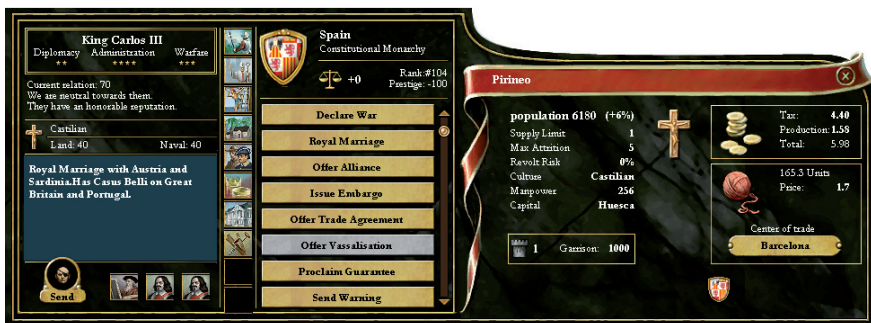 King Carlos III
Diplomacy Administration Warfare
Current relation: 70
We are neutral towards them.
They have an honorable reputation.
Castilian
Land: 40 Naval: 40
Royal Marriage with Austria and
Sardinia.Has Casus Belli on Great
Britain and Portugal.
Send
Spain
Constitutional Monarchy
+0
Rank:#104
Prestige: -100
Declare War
Royal Marriage
Offer Alliance
Issue Embargo
Offer Trade Agreement
Offer Vassalisation
Proclaim Guarantee
Send Warning
Pirineo
population 6180 (+6%)
Supply Limit 1
Max Attrition 5
Revolt Risk 0%
Culture Castilian
Manpower 256
Capital Huesca
1 Garrison: 1000
Tax: 4.40
Production: 1.58
Total: 5.98
165.3 Units
Price: 1.7
Center of trade
Barcelona